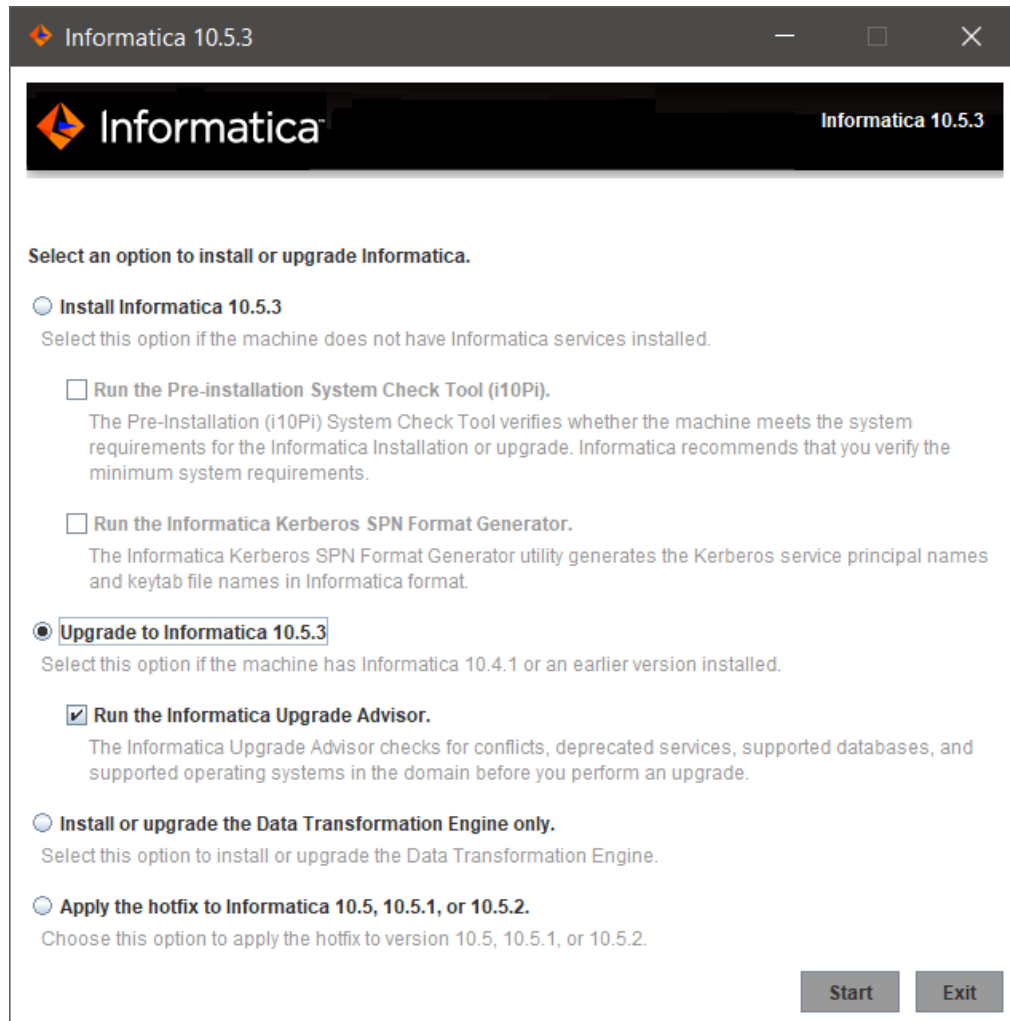 Informatica 10.5.3
Informatica
Informatica 10.5.3
Select an option to install or upgrade Informatica.
Install Informatica 10.5.3
Select this option if the machine does not have Informatica services installed.
Run the Pre-installation System Check Tool (i10Pi).
The Pre-Installation (i10Pi) System Check Tool verifies whether the machine meets the system
requirements for the Informatica Installation or upgrade. Informatica recommends that you verify the
minimum system requirements.
Run the Informatica Kerberos SPN Format Generator.
The Informatica Kerberos SPN Format Generator utility generates the Kerberos service principal names
and keytab file names in Informatica format.
Upgrade to Informatica 10.5.3
Select this option if the machine has Informatica 10.4.1 or an earlier version installed.
Run the Informatica Upgrade Advisor.
The Informatica Upgrade Advisor checks for conflicts, deprecated services, supported databases, and
supported operating systems in the domain before you perform an upgrade.
Install or upgrade the Data Transformation Engine only.
Select this option to install or upgrade the Data Transformation Engine.
Apply the hotfix to Informatica 10.5, 10.5.1, or 10.5.2.
Choose this option to apply the hotfix to version 10.5, 10.5.1, or 10.5.2.
Start Exit